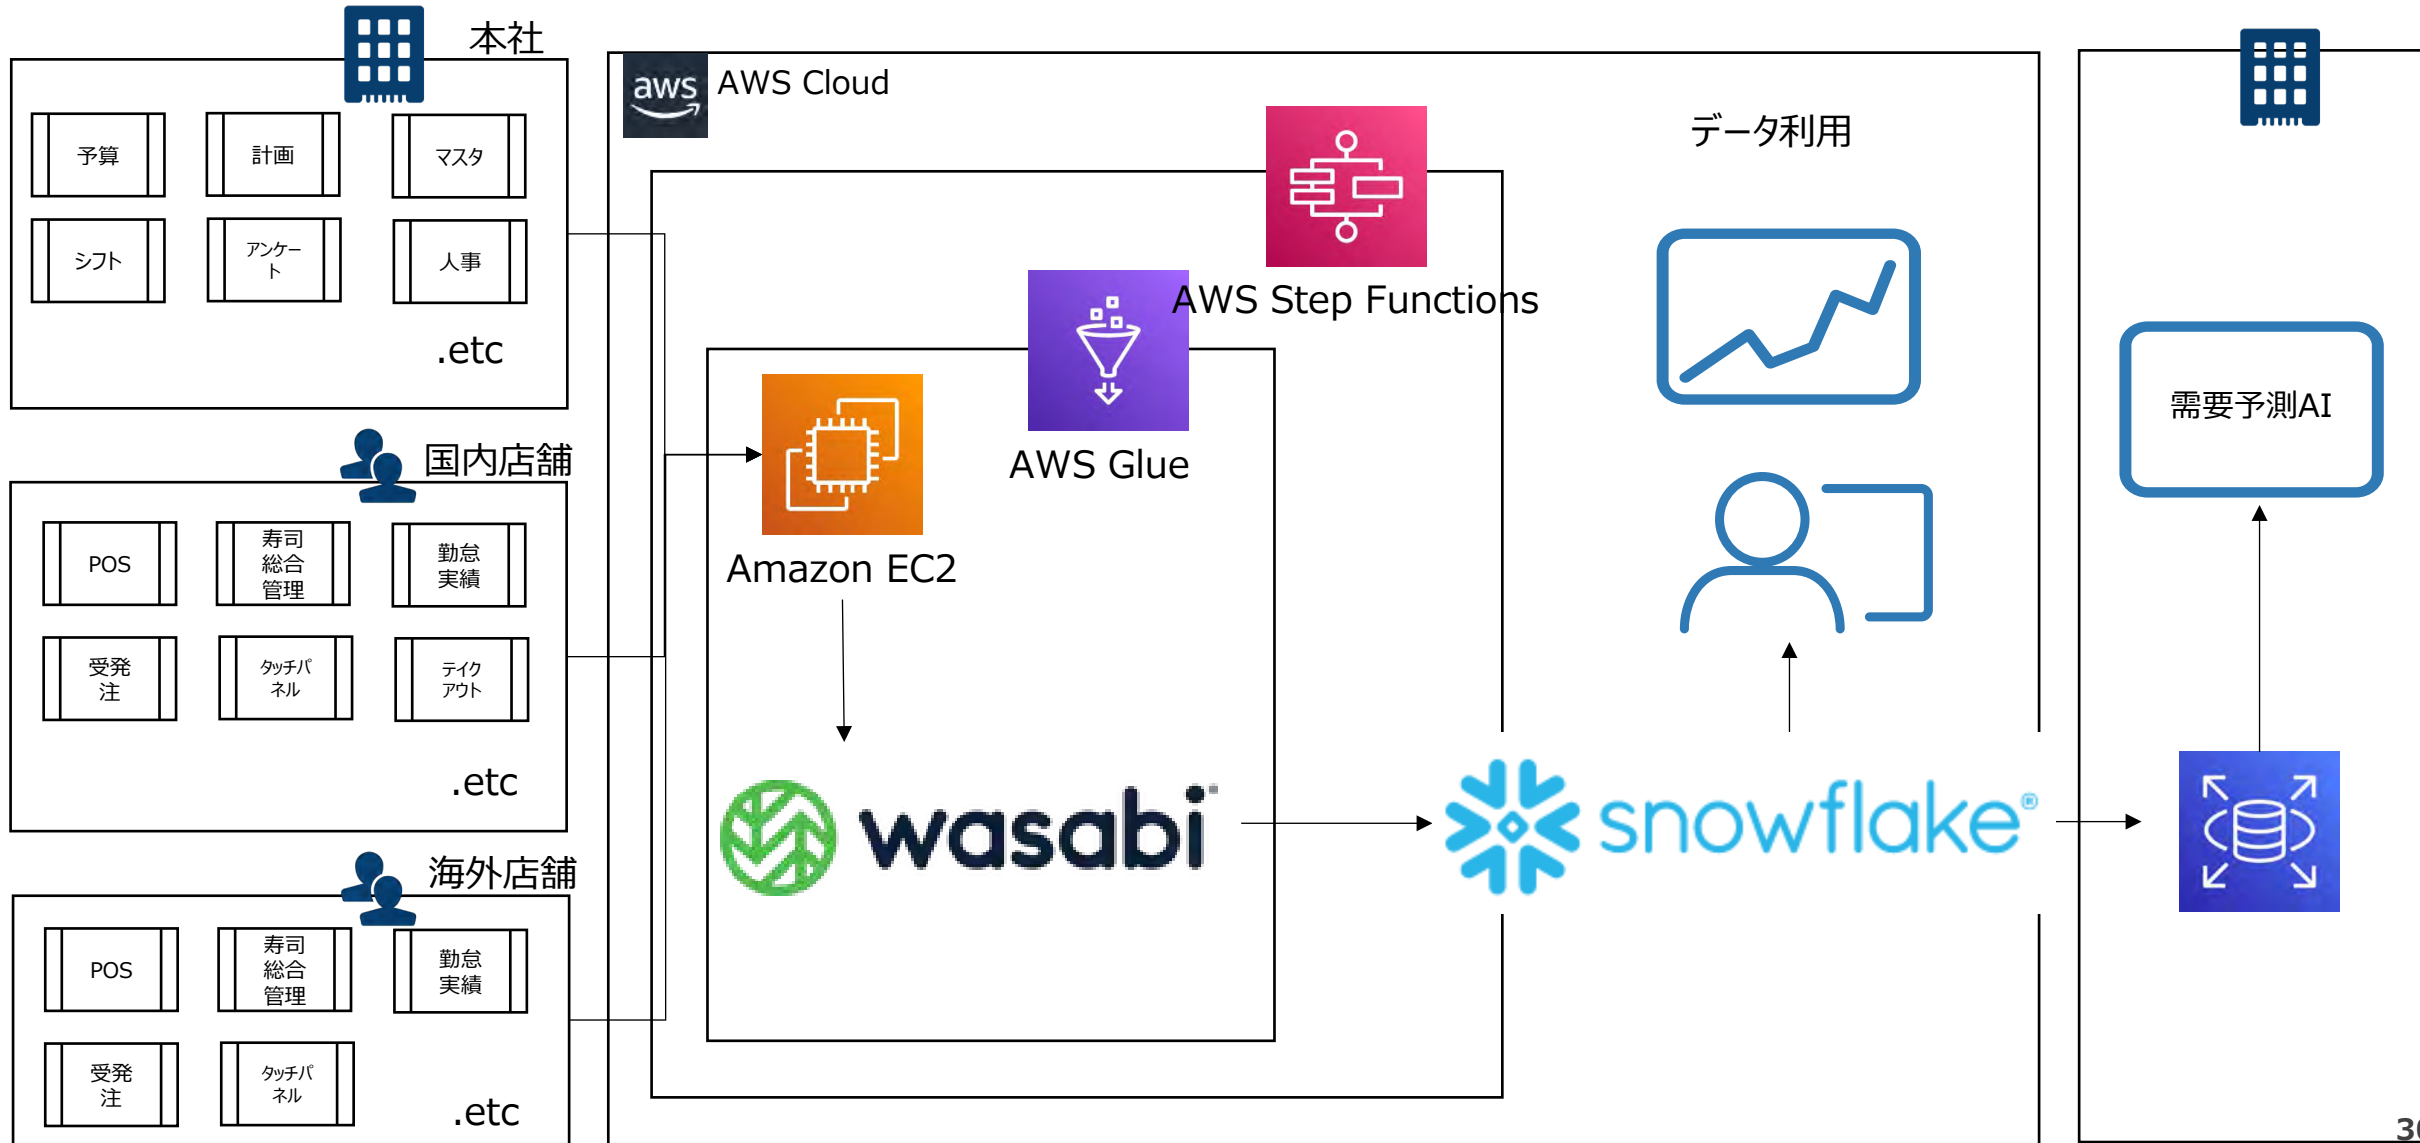 本社
予算
計画
マスタ
シフト
アンケー
ト
人事
.etc
国内店舗
POS
寿司
総合
管理
勤怠
実績
受発
注
タッチパ
ネル
テイク
アウト
.etc
海外店舗
POS
寿司
総合
管理
勤怠
実績
受発
注
タッチパ
ネル
.etc
aws
AWS Cloud
AWS Step Functions
AWS Glue
Amazon EC2
wasabi
snowflake®
データ利用
需要予測AI